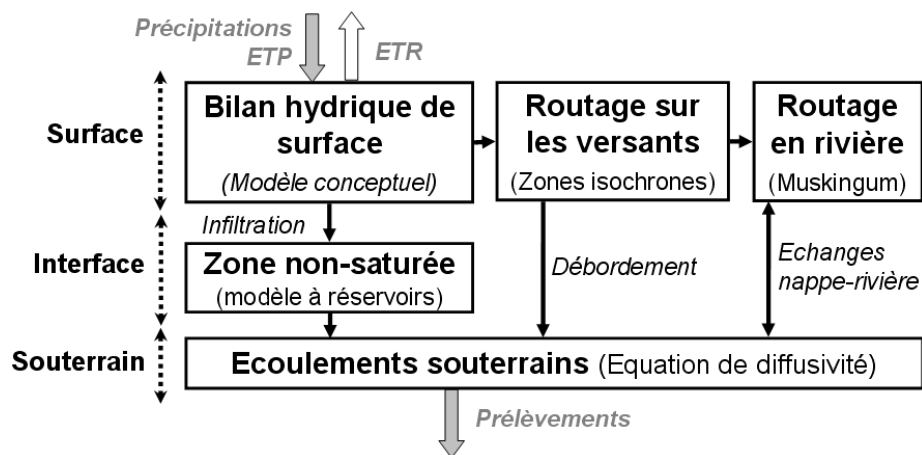 Précipitations
ETP
ETR
Surface
Bilan hydrique de
surface
(Modèle conceptuel)
Routage sur
les versants
(Zones isochrones)
Routage
en rivière
(Muskingum)
Infiltration
Interface
Zone non-saturée
(modèle à réservoirs)
Débordement
Echanges
nappe-rivière
Souterrain
Ecoulements souterrains (Equation de diffusivité)
Prélèvements